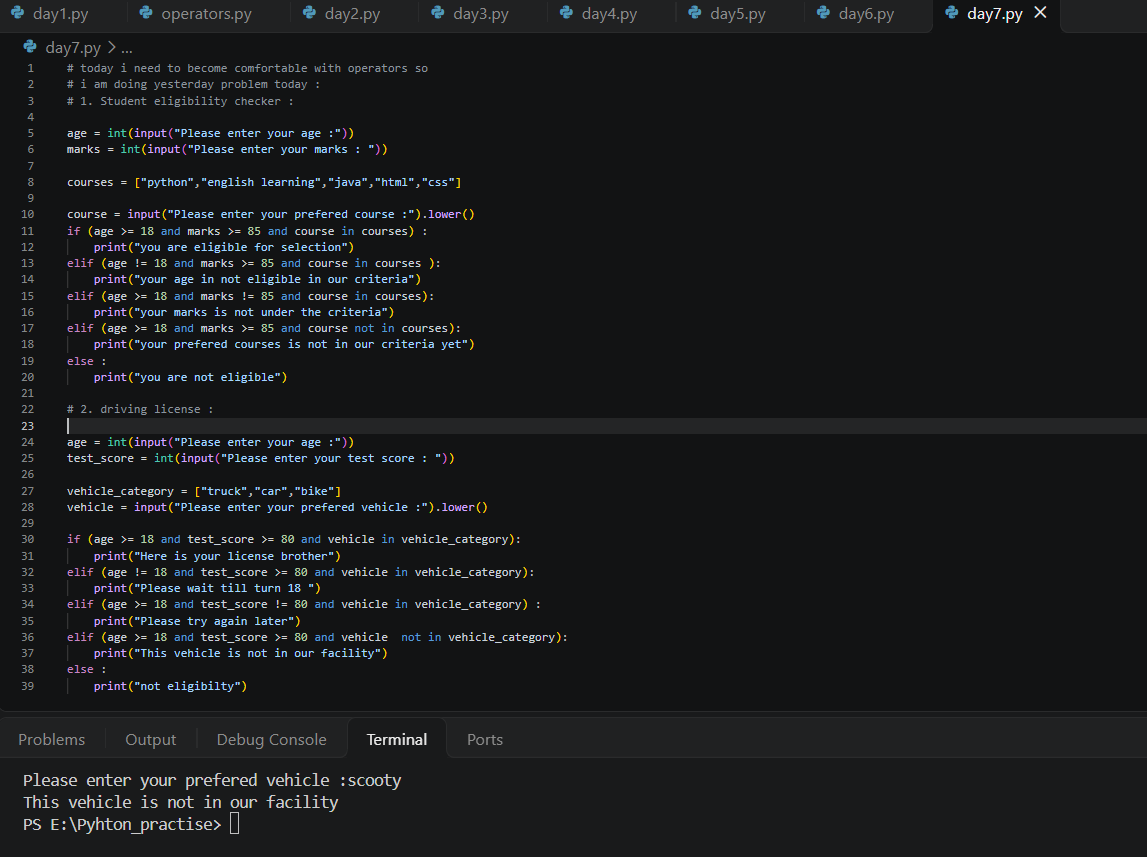 day1.py operators.py day2.py day3.py day4.py day5.py day6.py day7.py
day7.py > ...
1 # today i need to become comfortable with operators so
2 # i am doing yesterday problem today :
3 # 1. Student eligibility checker :
4
5 age = int(input("Please enter your age :"))
6 marks = int(input("Please enter your marks : "))
7
8 courses = ["python","english learning","java","html","css"]
9
10 course = input("Please enter your prefered course :").lower()
11 if (age >= 18 and marks >= 85 and course in courses) :
12     print("you are eligible for selection")
13 elif (age != 18 and marks >= 85 and course in courses ):
14     print("your age in not eligible in our criteria")
15 elif (age >= 18 and marks != 85 and course in courses):
16     print("your marks is not under the criteria")
17 elif (age >= 18 and marks >= 85 and course not in courses):
18     print("your prefered courses is not in our criteria yet")
19 else :
20     print("you are not eligible")
21
22 # 2. driving license :
23
24 age = int(input("Please enter your age :"))
25 test_score = int(input("Please enter your test score : "))
26
27 vehicle_category = ["truck","car","bike"]
28 vehicle = input("Please enter your prefered vehicle :").lower()
29
30 if (age >= 18 and test_score >= 80 and vehicle in vehicle_category):
31     print("Here is your license brother")
32 elif (age != 18 and test_score >= 80 and vehicle in vehicle_category):
33     print("Please wait till turn 18 ")
34 elif (age >= 18 and test_score != 80 and vehicle in vehicle_category) :
35     print("Please try again later")
36 elif (age >= 18 and test_score >= 80 and vehicle  not in vehicle_category):
37     print("This vehicle is not in our facility")
38 else :
39     print("not eligibilty")
Problems Output Debug Console Terminal Ports
Please enter your prefered vehicle :scooty
This vehicle is not in our facility
PS E:\Pyhton_practise>